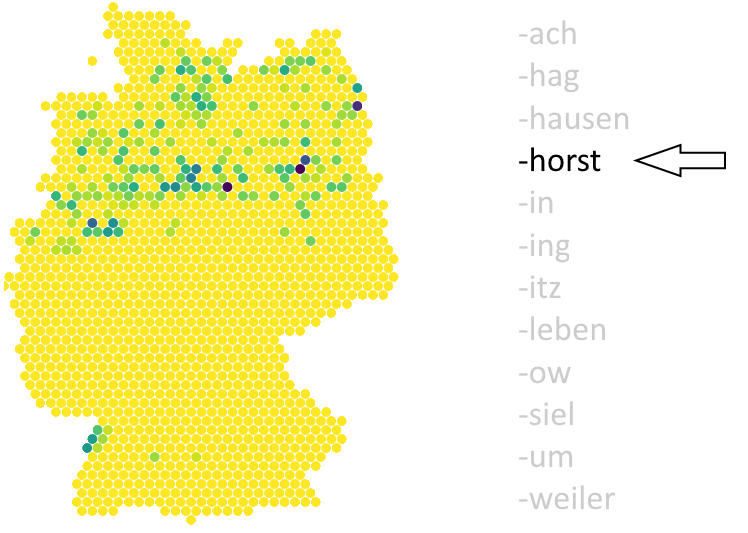 -ach
-hag
-hausen
-horst
-in
-ing
-itz
-leben
-ow
-siel
-um
-weiler